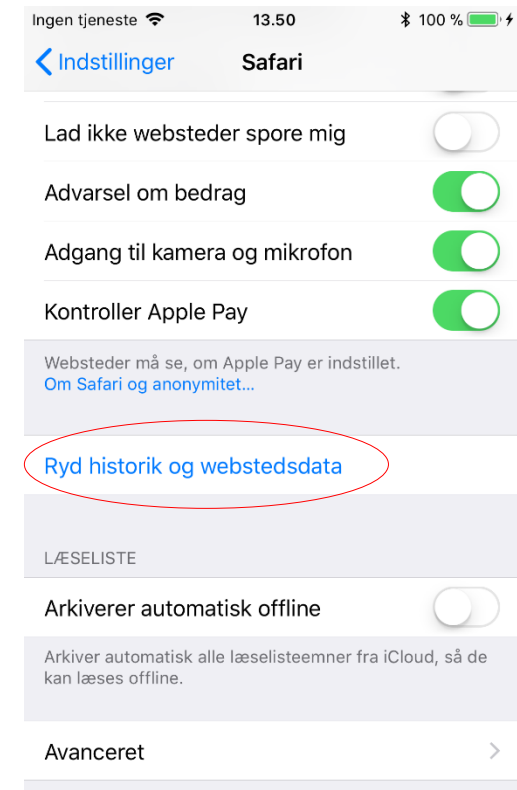 Ingen tjeneste 13.50 100 %
Indstillinger Safari
Lad ikke websteder spore mig
Advarsel om bedrag
Adgang til kamera og mikrofon
Kontroller Apple Pay
Websteder må se, om Apple Pay er indstillet.
Om Safari og anonymitet...
Ryd historik og webstedsdata
LÆSELISTE
Arkiverer automatisk offline
Arkiver automatisk alle læselisteemner fra iCloud, så de
kan læses offline.
Avanceret